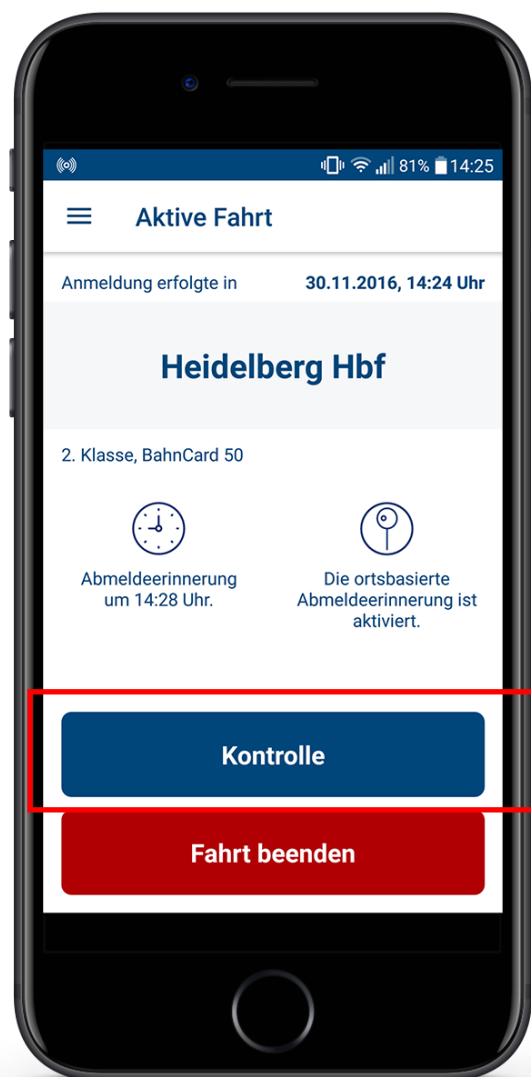 81% 14:25
Aktive Fahrt
Anmeldung erfolgte in 30.11.2016, 14:24 Uhr
Heidelberg Hbf
2. Klasse, BahnCard 50
Abmeldeerinnerung
um 14:28 Uhr.
Die ortsbasierte
Abmeldeerinnerung ist
aktiviert.
Kontrolle
Fahrt beenden